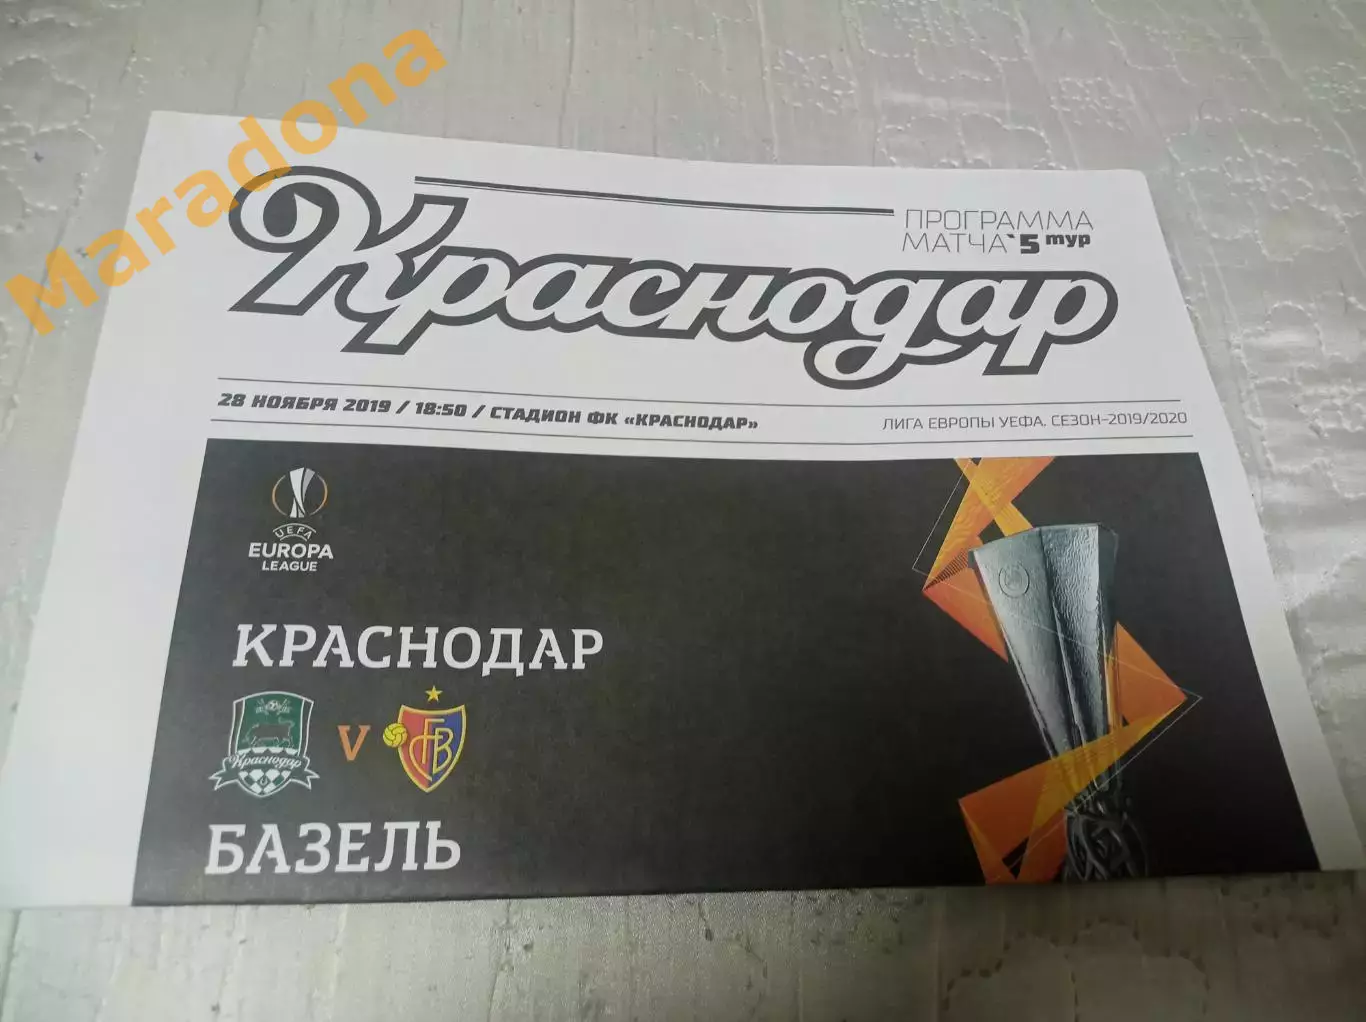 Maradona
ПРОГРАММА
МАТЧА` 5 тур
Краснодар
28 НОЯБРЯ 2019 / 18:50 / СТАДИОН ФК «КРАСНОДАР»
ЛИГА ЕВРОПЫ УЕФА. СЕЗОН-2019/2020
UEFA
EUROPA
LEAGUE
КРАСНОДАР
Краснодар
V
FCB
БАЗЕЛЬ